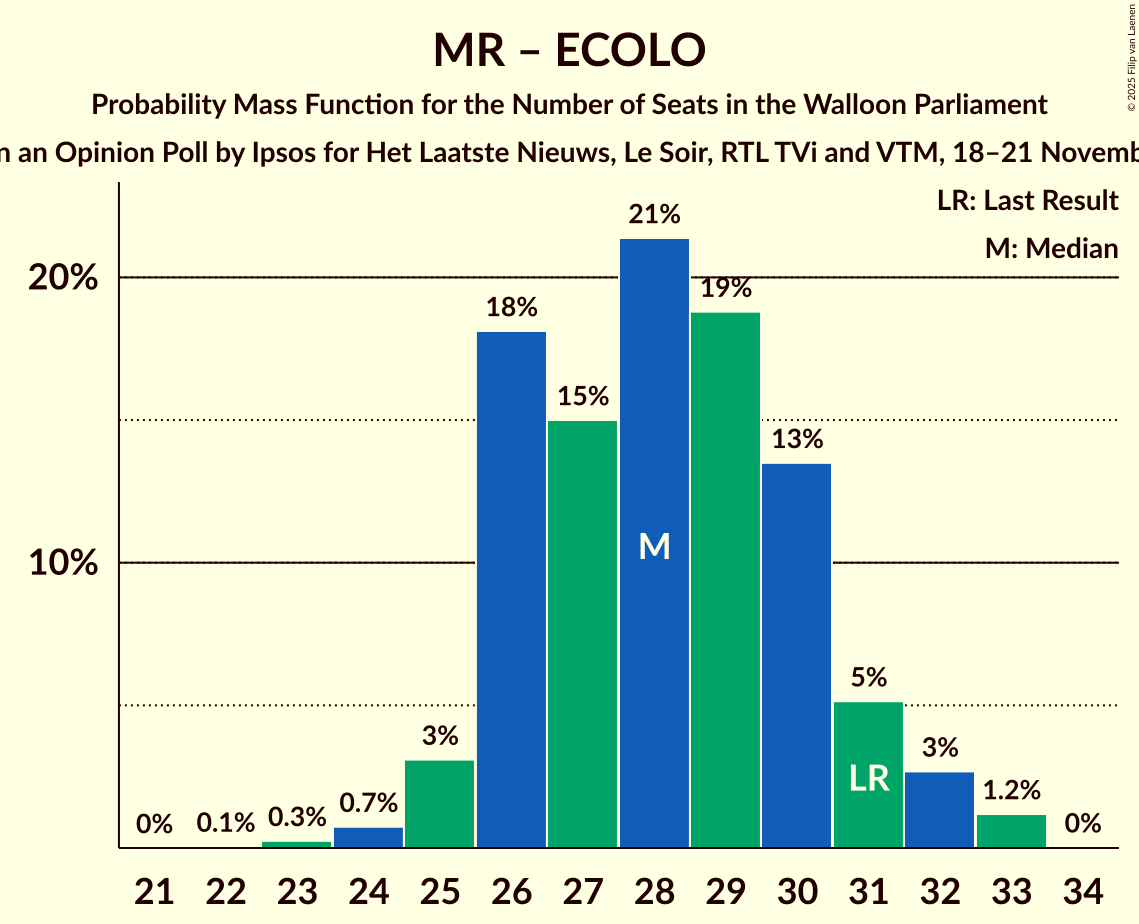 MR – ECOLO
Probability Mass Function for the Number of Seats in the Walloon Parliament
an Opinion Poll by Ipsos for Het Laatste Nieuws, Le Soir, RTL TVi and VTM, 18–21
© 2025 Filip van Laenen
LR: Last Result
M: Median
20%
10%
0%
0.1%
0.3%
0.7%
3%
18%
15%
21%
19%
13%
5%
3%
1.2%
0%
M
LR
21 22 23 24 25 26 27 28 29 30 31 32 33 34